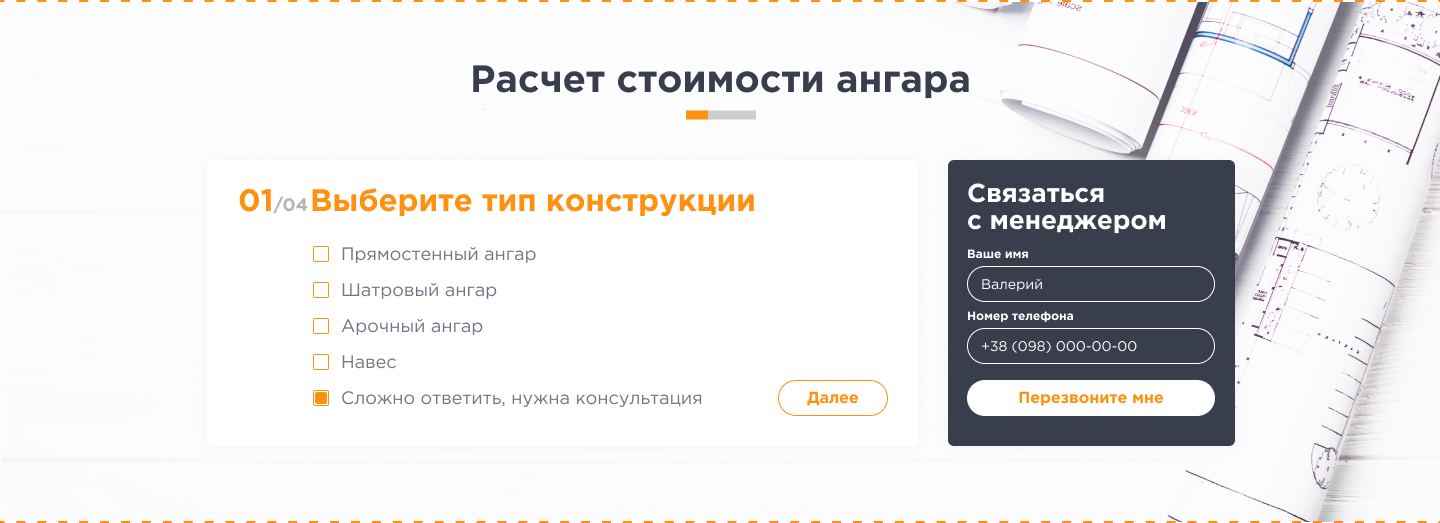 Расчет стоимости ангара
01/04 Выберите тип конструкции
Прямостенный ангар
Шатровый ангар
Арочный ангар
Навес
Сложно ответить, нужна консультация
Далее
Связаться
с менеджером
Ваше имя
Валерий
Номер телефона
+38 (098) 000-00-00
Перезвоните мне